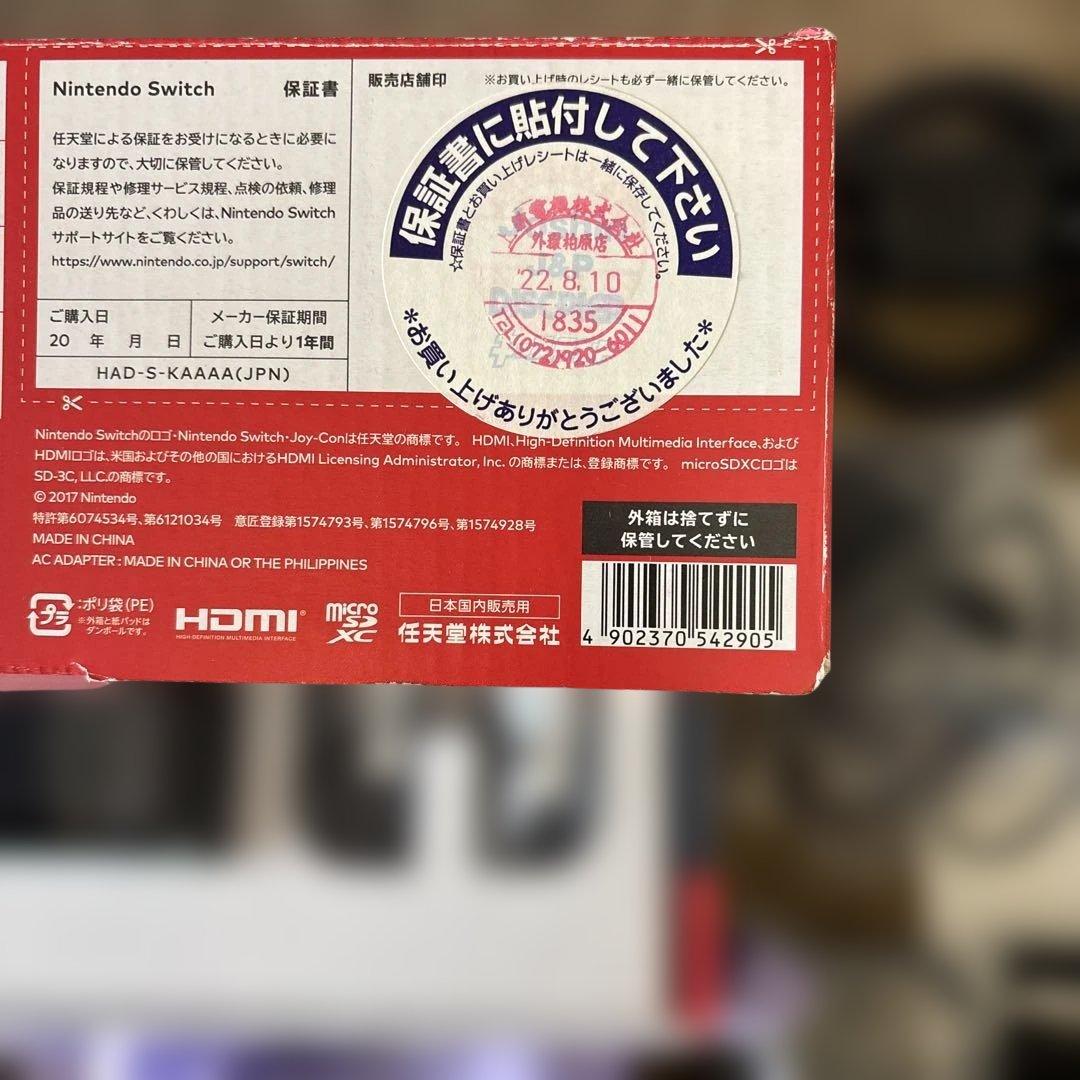 Nintendo Switch 保証書
任天堂による保証をお受けになるときに必要に
なりますので、大切に保管してください。
保証規程や修理サービス規程、点検の依頼、修理
品の送り先など、くわしくは、Nintendo Switch
サポートサイトをご覧ください。
https://www.nintendo.co.jp/support/switch/
ご購入日
20 年 月 日
メーカー保証期間
ご購入日より1年間
HAD-S-KAAAA(JPN)
販売店舗印
※お買い上げ時のレシートも必ず一緒に保管してください。
保証書に貼付して下さい
☆保証書とお買い上げレシートは一緒に保存してください。
電機株式会社
外環柏原店
'22.8.10
1835
TEL(072)920-6011
*お買い上げありがとうございました*
Nintendo Switchのロゴ・Nintendo Switch・Joy-Conは任天堂の商標です。 HDMI、High-Definition Multimedia Interface、および
HDMIロゴは、米国およびその他の国におけるHDMI Licensing Administrator, Inc. の商標または、登録商標です。 microSDXCロゴは
SD-3C, LLC.の商標です。
© 2017 Nintendo
特許第6074534号、第6121034号 意匠登録第1574793号、第1574796号、第1574928号
MADE IN CHINA
AC ADAPTER : MADE IN CHINA OR THE PHILIPPINES
プラ
:ポリ袋(PE)
※外箱と紙パッドは
ダンボールです。
HDMI®
HIGH-DEFINITION MULTIMEDIA INTERFACE
micro
SD
XC
日本国内販売用
任天堂株式会社
外箱は捨てずに
保管してください
4 902370 542905